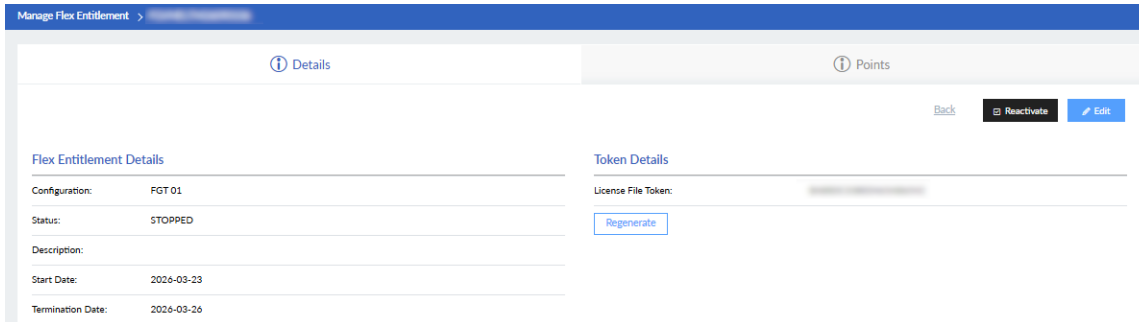 Manage Flex Entitlement >
Details
Points
Back
Reactivate
Edit
Flex Entitlement Details
Configuration: FGT 01
Status: STOPPED
Description:
Start Date: 2026-03-23
Termination Date: 2026-03-26
Token Details
License File Token:
Regenerate